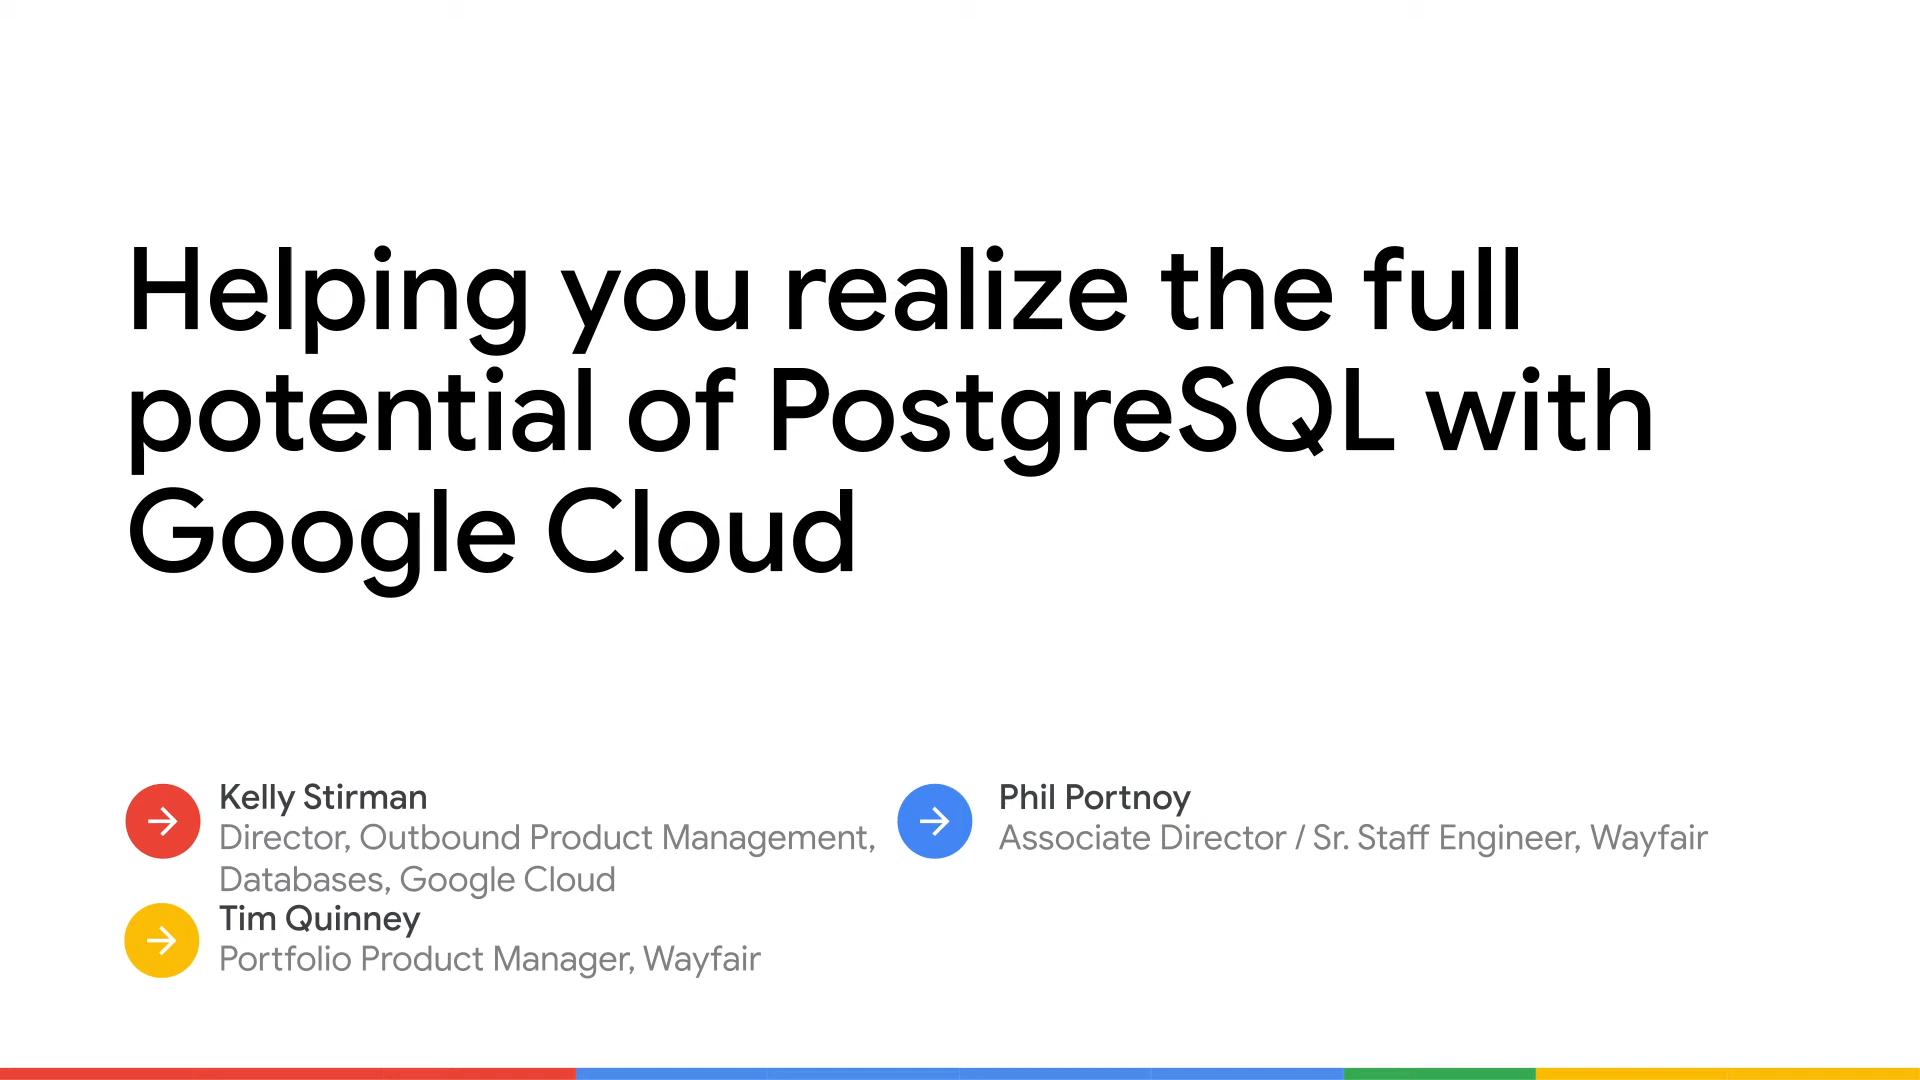 Helping you realize the full
potential of PostgreSQL with
Google Cloud
Kelly Stirman
Director, Outbound Product Management,
Databases, Google Cloud
Tim Quinney
Portfolio Product Manager, Wayfair
Phil Portnoy
Associate Director / Sr. Staff Engineer, Wayfair